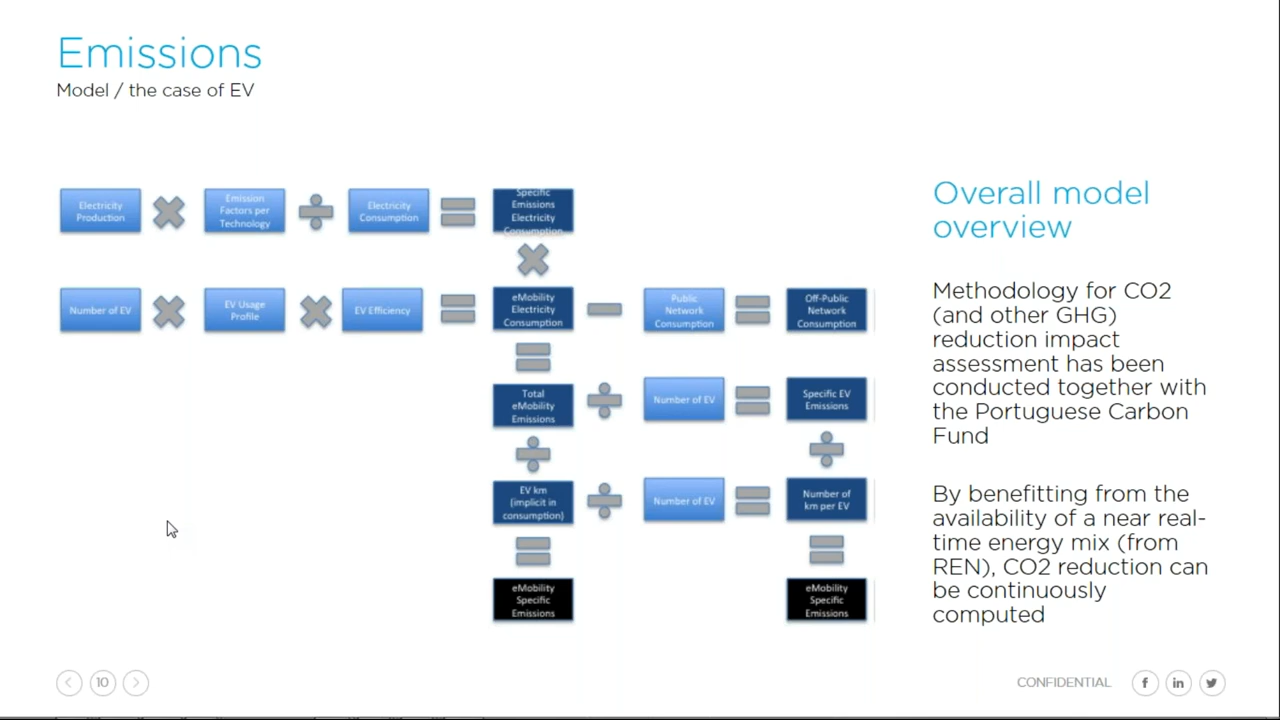 Emissions
Model / the case of EV
Electricity
Production
Emission
Factors per
Technology
Electricity
Consumption
Specific
Emissions
Electricity
Consumption
Number of EV
EV Usage
Profile
EV Efficiency
eMobility
Electricity
Consumption
Public
Network
Consumption
Off-Public
Network
Consumption
Total
eMobility
Emissions
Number of EV
Specific EV
Emissions
EV km
(implicit in
consumption)
Number of EV
Number of
km per EV
eMobility
Specific
Emissions
eMobility
Specific
Emissions
Overall model
overview
Methodology for CO2
(and other GHG)
reduction impact
assessment has been
conducted together with
the Portuguese Carbon
Fund
By benefitting from the
availability of a near real-
time energy mix (from
REN), CO2 reduction can
be continuously
computed
10
CONFIDENTIAL